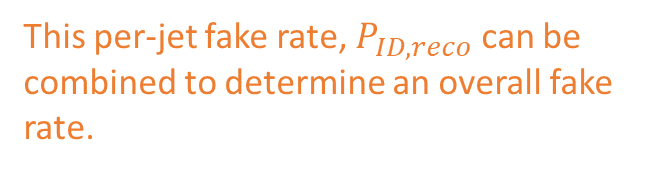 This per-jet fake rate, $P_{ID,reco}$ can be
combined to determine an overall fake
rate.